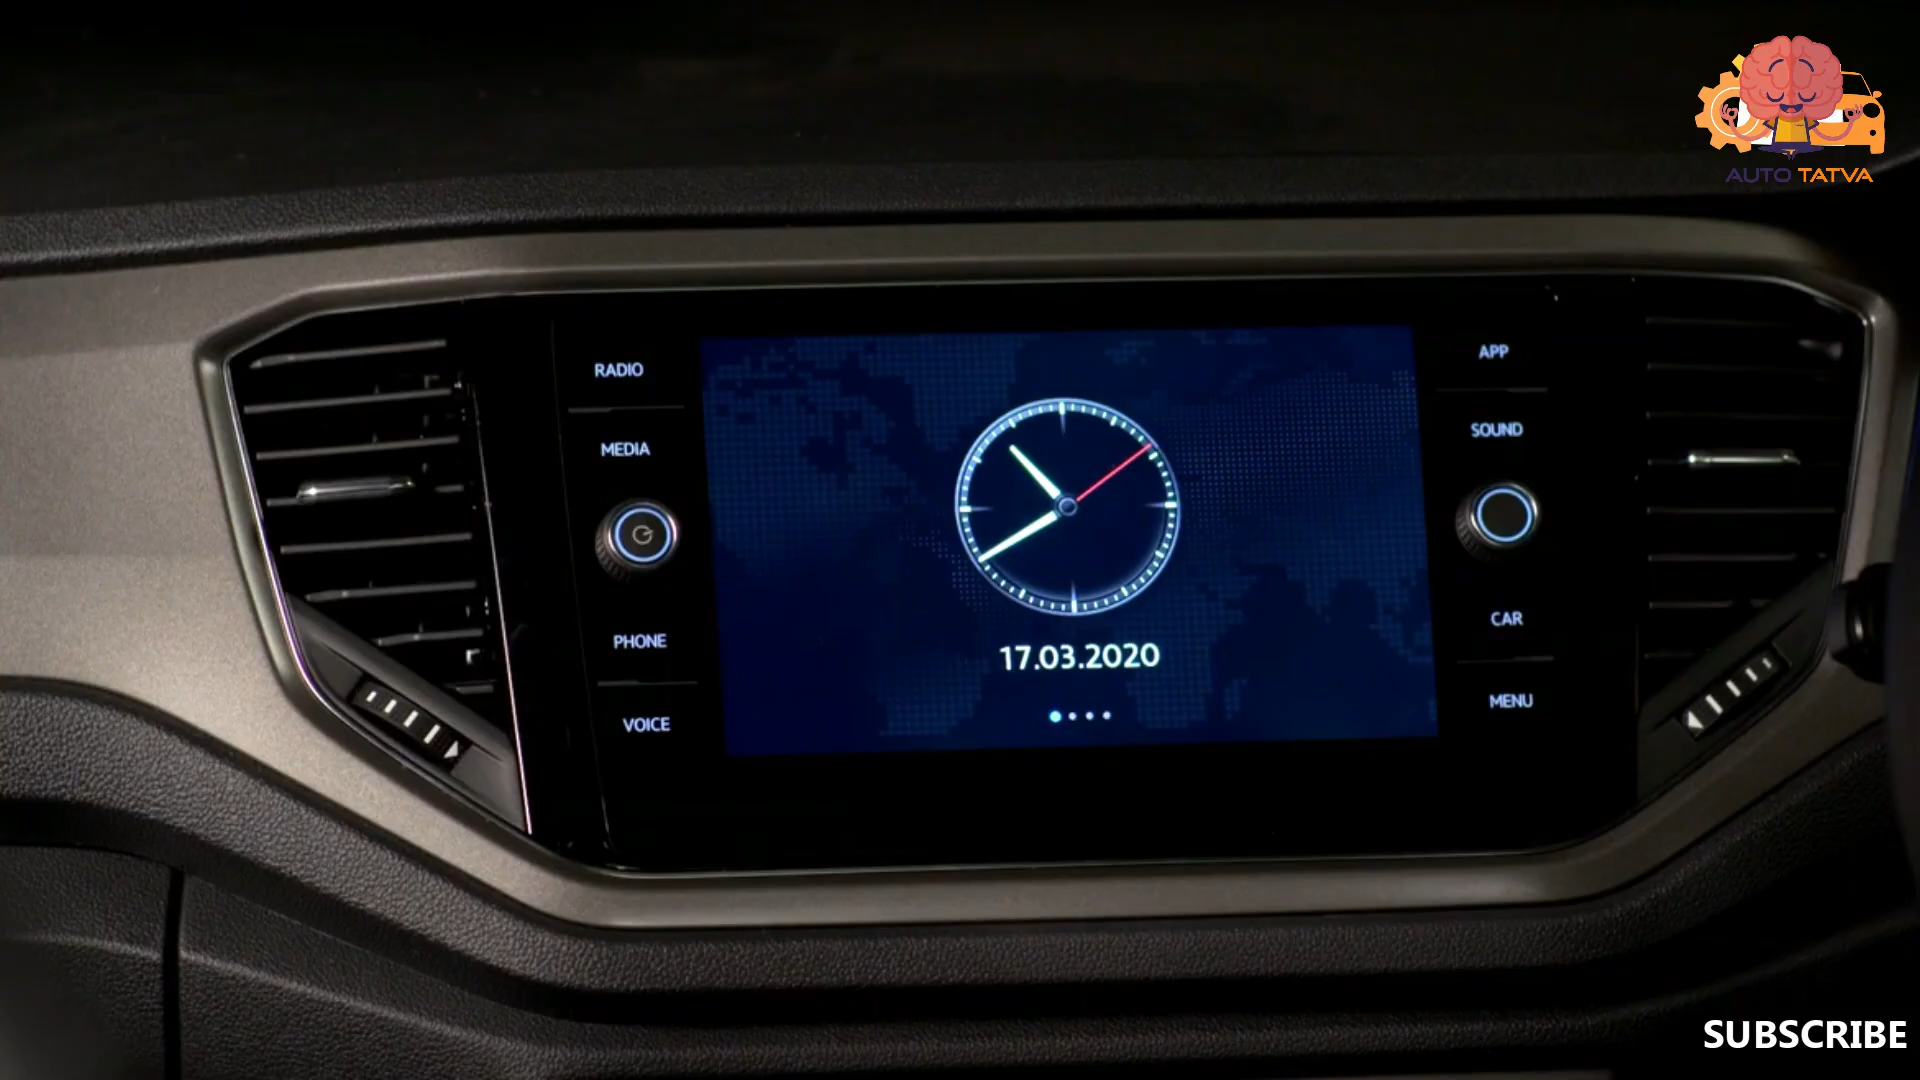 AUTO TATVA
RADIO
MEDIA
PHONE
VOICE
17.03.2020
APP
SOUND
CAR
MENU
SUBSCRIBE